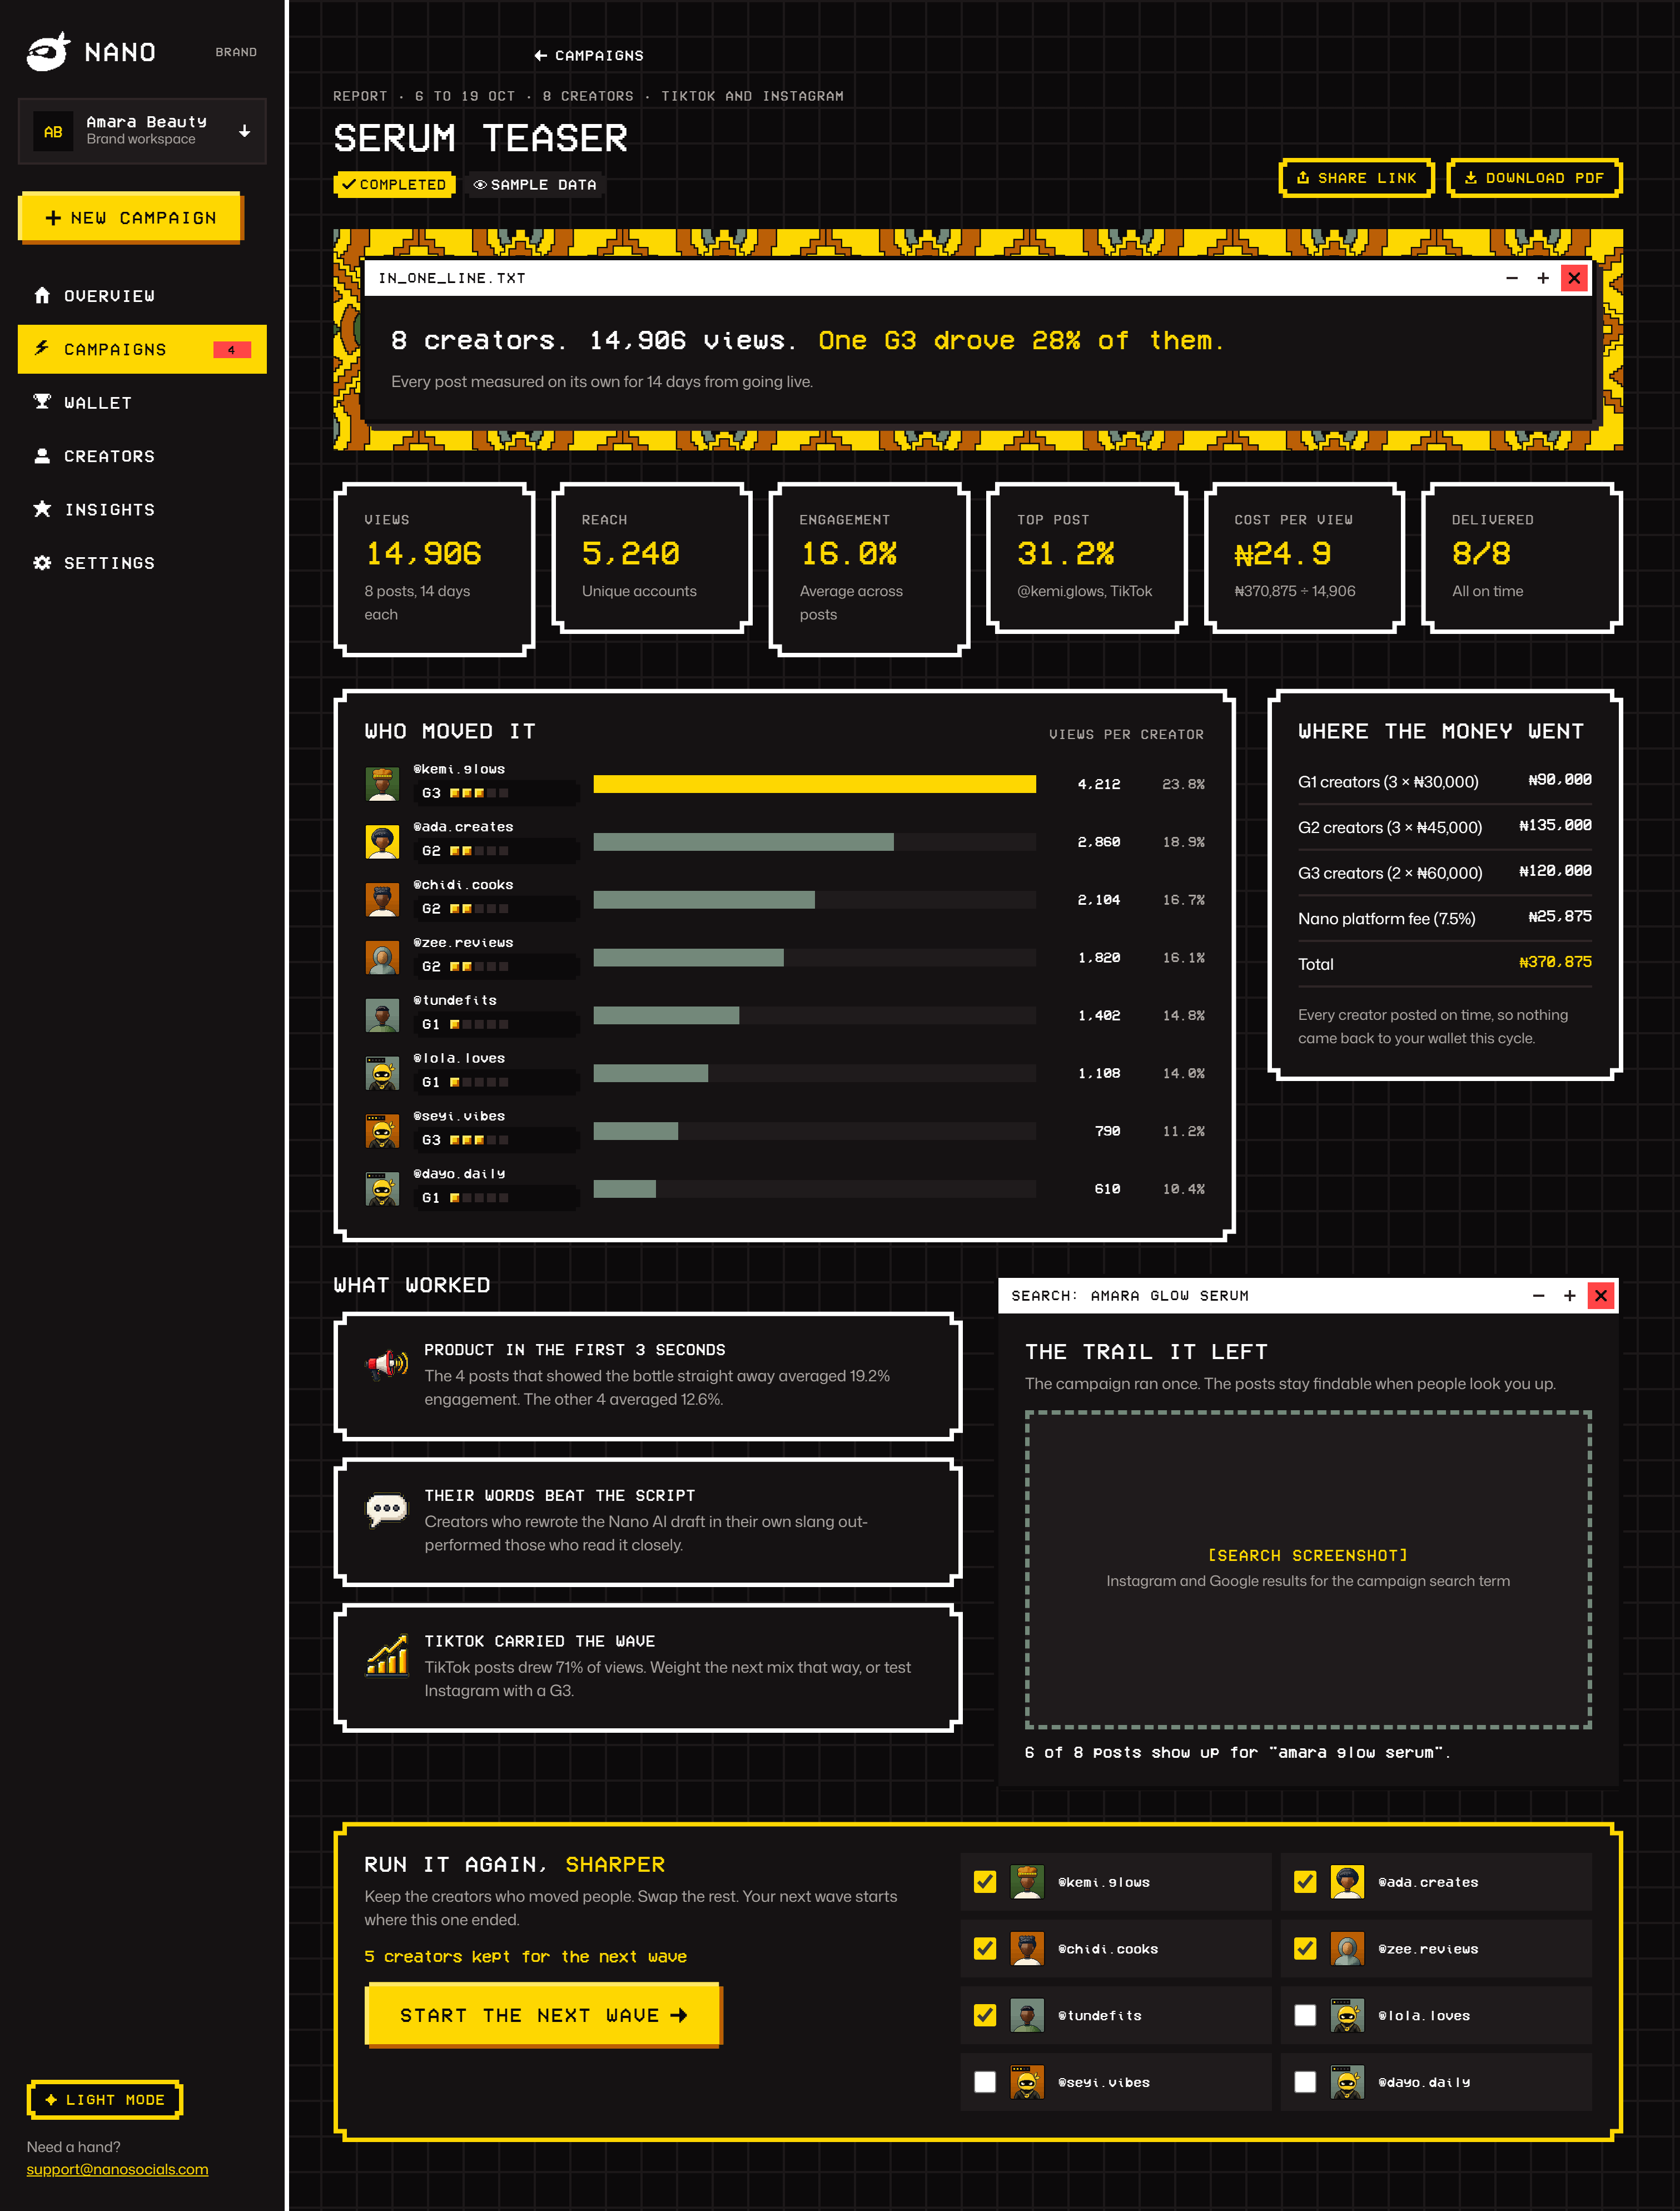 NANO
BRAND
AB
Amara Beauty
Brand workspace
NEW CAMPAIGN
OVERVIEW
CAMPAIGNS
4
WALLET
CREATORS
INSIGHTS
SETTINGS
LIGHT MODE
Need a hand?
support@nanosocials.com
CAMPAIGNS
REPORT · 6 TO 19 OCT · 8 CREATORS · TIKTOK AND INSTAGRAM
SERUM TEASER
COMPLETED
SAMPLE DATA
SHARE LINK
DOWNLOAD PDF
IN_ONE_LINE.TXT
8 creators. 14,906 views. One G3 drove 28% of them.
Every post measured on its own for 14 days from going live.
VIEWS
14,906
8 posts, 14 days
each
REACH
5,240
Unique accounts
ENGAGEMENT
16.0%
Average across
posts
TOP POST
31.2%
@kemi.glows, TikTok
COST PER VIEW
₦24.9
₦370,875 ÷ 14,906
DELIVERED
8/8
All on time
WHO MOVED IT
VIEWS PER CREATOR
@kemi.glows
G3
4,212
23.8%
@ada.creates
G2
2,860
18.9%
@chidi.cooks
G2
2,104
16.7%
@zee.reviews
G2
1,820
16.1%
@tundefits
G1
1,402
14.8%
@lola.loves
G1
1,108
14.0%
@seyi.vibes
G3
790
11.2%
@dayo.daily
G1
610
10.4%
WHERE THE MONEY WENT
G1 creators (3 × ₦30,000)
₦90,000
G2 creators (3 × ₦45,000)
₦135,000
G3 creators (2 × ₦60,000)
₦120,000
Nano platform fee (7.5%)
₦25,875
Total
₦370,875
Every creator posted on time, so nothing
came back to your wallet this cycle.
WHAT WORKED
PRODUCT IN THE FIRST 3 SECONDS
The 4 posts that showed the bottle straight away averaged 19.2%
engagement. The other 4 averaged 12.6%.
THEIR WORDS BEAT THE SCRIPT
Creators who rewrote the Nano AI draft in their own slang out-
performed those who read it closely.
TIKTOK CARRIED THE WAVE
TikTok posts drew 71% of views. Weight the next mix that way, or test
Instagram with a G3.
SEARCH: AMARA GLOW SERUM
THE TRAIL IT LEFT
The campaign ran once. The posts stay findable when people look you up.
[SEARCH SCREENSHOT]
Instagram and Google results for the campaign search term
6 of 8 posts show up for "amara glow serum".
RUN IT AGAIN, SHARPER
Keep the creators who moved people. Swap the rest. Your next wave starts
where this one ended.
5 creators kept for the next wave
START THE NEXT WAVE
@kemi.glows
@ada.creates
@chidi.cooks
@zee.reviews
@tundefits
@lola.loves
@seyi.vibes
@dayo.daily